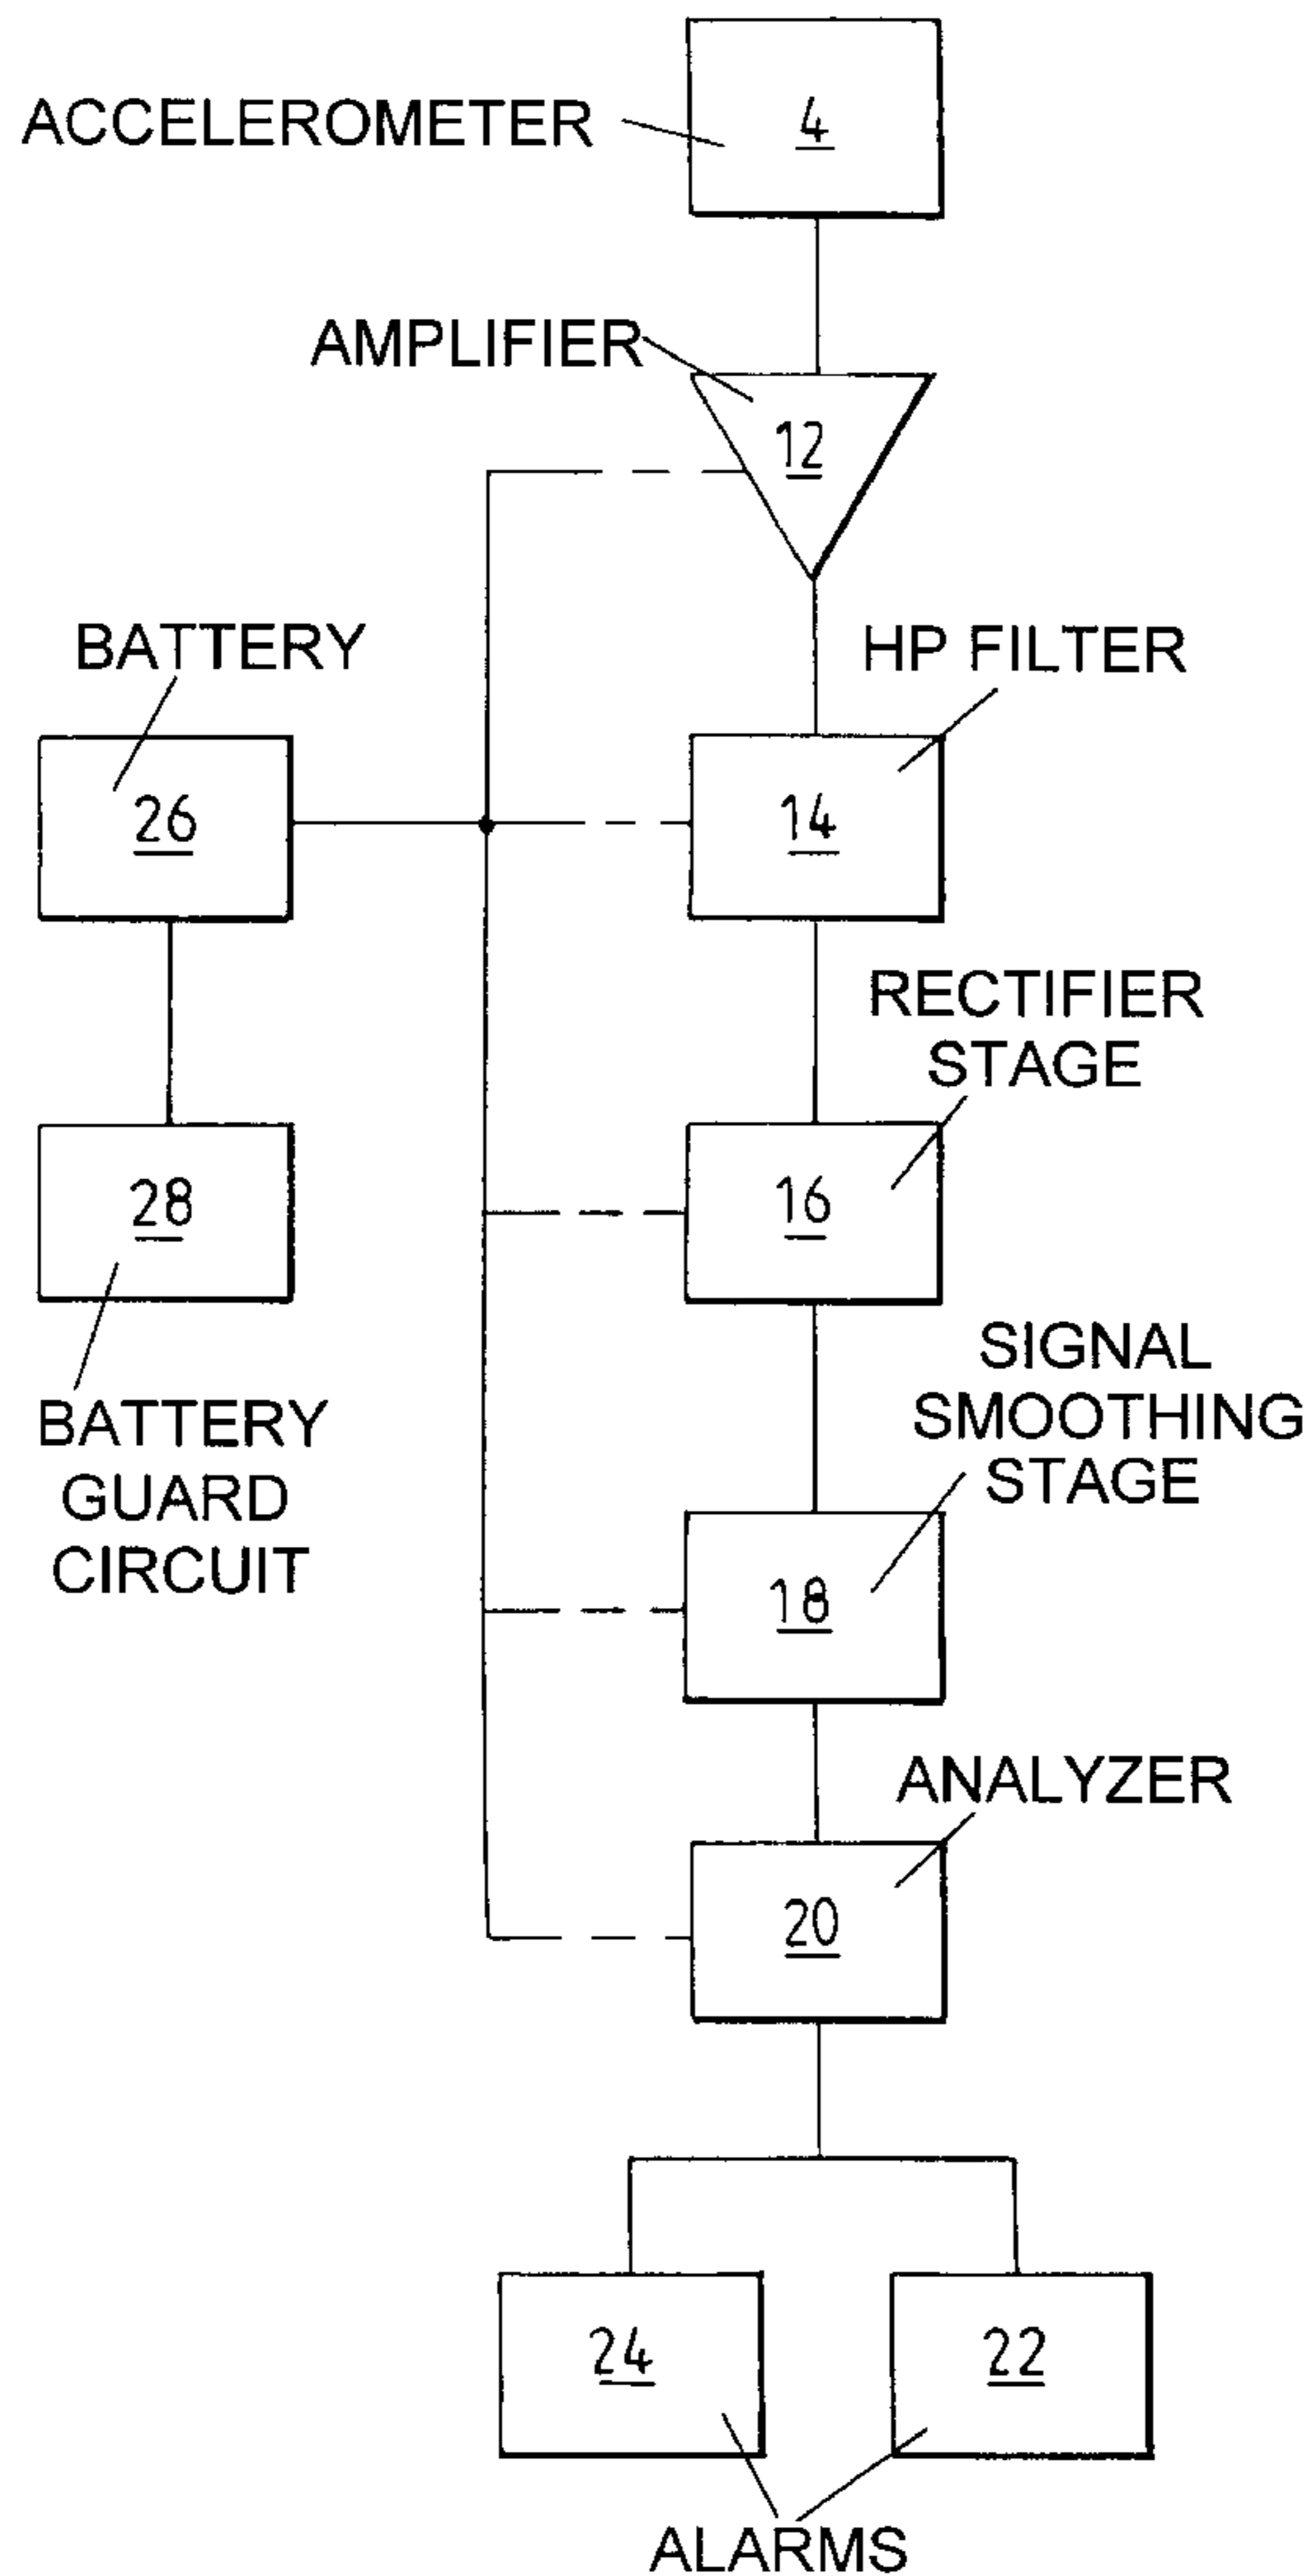 4
ACCELEROMETER
AMPLIFIER
12
BATTERY
HP FILTER
26
14
RECTIFIER
STAGE
28
16
SIGNAL
SMOOTHING
STAGE
BATTERY
GUARD
CIRCUIT
18
ANALYZER
20
24
22
ALARMS